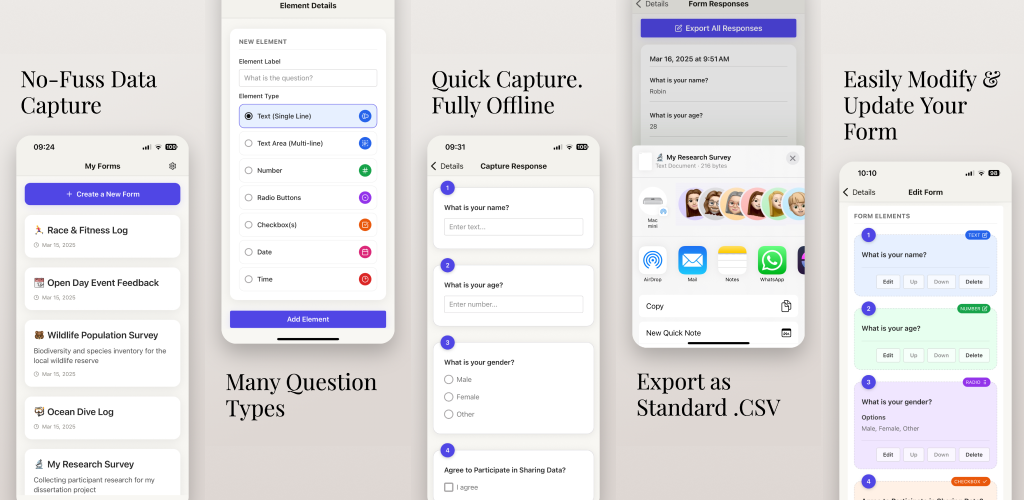 No-Fuss Data
Capture
09:24
100
My Forms
+ Create a New Form
Race & Fitness Log
Mar 15, 2025
Open Day Event Feedback
Mar 15, 2025
Wildlife Population Survey
Biodiversity and species inventory for the
local wildlife reserve
Mar 15, 2025
Ocean Dive Log
Mar 15, 2025
My Research Survey
Collecting participant research for my
dissertation project
Element Details
NEW ELEMENT
Element Label
What is the question?
Element Type
Text (Single Line)
Text Area (Multi-line)
Number
Radio Buttons
Checkbox(s)
Date
Time
Add Element
Many Question
Types
Quick Capture.
Fully Offline
09:31
100
Details
Capture Response
1
What is your name?
Enter text...
2
What is your age?
Enter number...
3
What is your gender?
Male
Female
Other
4
Agree to Participate in Sharing Data?
I agree
Details
Form Responses
Export All Responses
Mar 16, 2025 at 9:51 AM
What is your name?
Robin
What is your age?
28
My Research Survey
Text Document · 216 bytes
Mac
mini
AirDrop
Mail
Notes
WhatsApp
Copy
New Quick Note
Export as
Standard .CSV
Easily Modify &
Update Your
Form
10:10
98
Details
Edit Form
FORM ELEMENTS
1
TEXT
What is your name?
Edit Up Down Delete
2
NUMBER
What is your age?
Edit Up Down Delete
3
RADIO
What is your gender?
Options
Male, Female, Other
Edit Up Down Delete
4
CHECKBOX
Agree to Participate in Sharing Data?